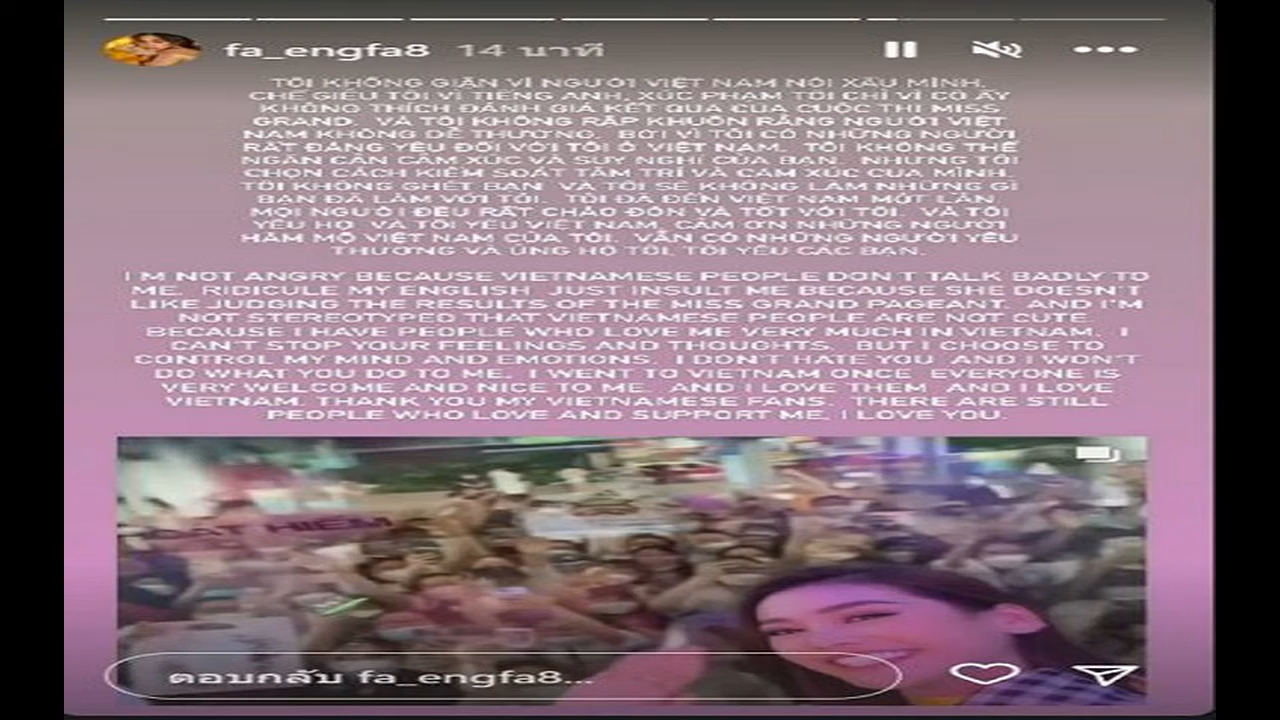 fa_engfa8 14 นาที
TÔI KHÔNG GIẬN VÌ NGƯỜI VIỆT NAM NÓI XẤU MÌNH.
CHẾ GIỄU TÔI VÌ TIẾNG ANH, XÚC PHẠM TÔI CHỈ VÌ CÔ ẤY
KHÔNG THÍCH ĐÁNH GIÁ KẾT QUẢ CỦA CUỘC THI MISS
GRAND. VÀ TÔI KHÔNG RẬP KHUÔN RẰNG NGƯỜI VIỆT
NAM KHÔNG DỄ THƯƠNG. BỞI VÌ TÔI CÓ NHỮNG NGƯỜI
RẤT ĐÁNG YÊU ĐỐI VỚI TÔI Ở VIỆT NAM. TÔI KHÔNG THỂ
NGĂN CẢN CẢM XÚC VÀ SUY NGHĨ CỦA BẠN. NHƯNG TÔI
CHỌN CÁCH KIỂM SOÁT TÂM TRÍ VÀ CẢM XÚC CỦA MÌNH.
TÔI KHÔNG GHÉT BẠN VÀ TÔI SẼ KHÔNG LÀM NHỮNG GÌ
BẠN ĐÃ LÀM VỚI TÔI. TÔI ĐÃ ĐẾN VIỆT NAM MỘT LẦN
MỌI NGƯỜI ĐỀU RẤT CHÀO ĐÓN VÀ TỐT VỚI TÔI. VÀ TÔI
YÊU HỌ VÀ TÔI YÊU VIỆT NAM, CẢM ƠN NHỮNG NGƯỜI
HÂM MỘ VIỆT NAM CỦA TÔI. VẪN CÓ NHỮNG NGƯỜI YÊU
THƯƠNG VÀ ỦNG HỘ TÔI, TÔI YÊU CÁC BẠN.
I'M NOT ANGRY BECAUSE VIETNAMESE PEOPLE DON'T TALK BADLY TO
ME. RIDICULE MY ENGLISH, JUST INSULT ME BECAUSE SHE DOESN'T
LIKE JUDGING THE RESULTS OF THE MISS GRAND PAGEANT. AND I'M
NOT STEREOTYPED THAT VIETNAMESE PEOPLE ARE NOT CUTE
BECAUSE I HAVE PEOPLE WHO LOVE ME VERY MUCH IN VIETNAM. I
CAN'T STOP YOUR FEELINGS AND THOUGHTS. BUT I CHOOSE TO
CONTROL MY MIND AND EMOTIONS. I DON'T HATE YOU AND I WON'T
DO WHAT YOU DO TO ME. I WENT TO VIETNAM ONCE EVERYONE IS
VERY WELCOME AND NICE TO ME. AND I LOVE THEM AND I LOVE
VIETNAM. THANK YOU MY VIETNAMESE FANS. THERE ARE STILL
PEOPLE WHO LOVE AND SUPPORT ME. I LOVE YOU.
HIEM
ตอบกลับ fa_engfa8...